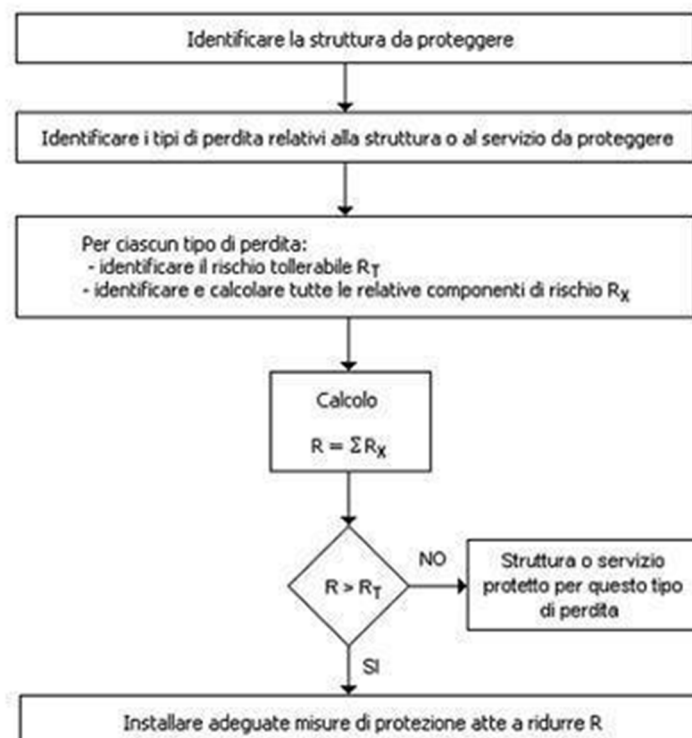 Identificare la struttura da proteggere
Identificare i tipi di perdita relativi alla struttura o al servizio da proteggere
Per ciascun tipo di perdita:
- identificare il rischio tollerabile RT
- identificare e calcolare tutte le relative componenti di rischio RX
Calcolo
R = ΣRX
R > RT
NO
Struttura o servizio
protetto per questo tipo
di perdita
SI
Installare adeguate misure di protezione atte a ridurre R